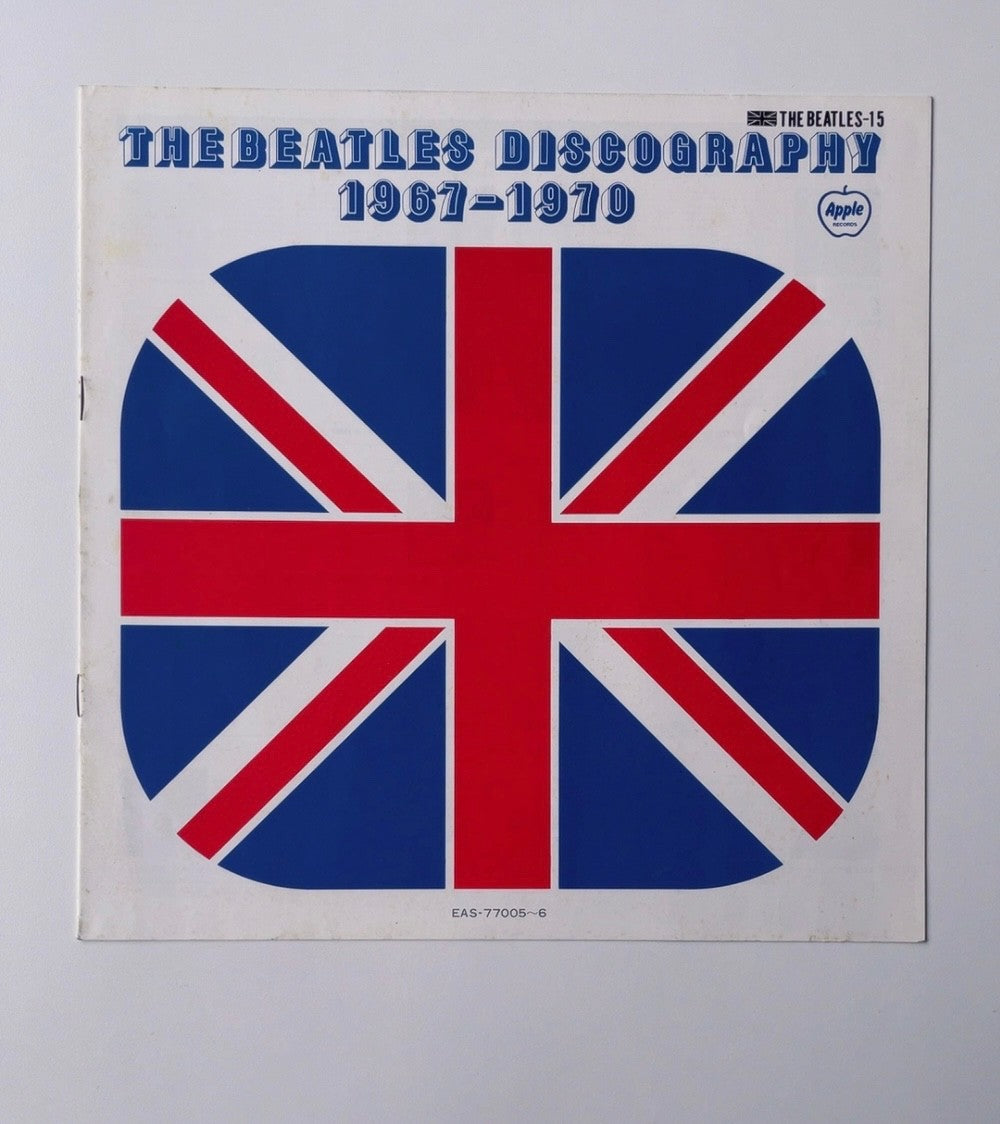 THE BEATLES-15
THE BEATLES DISCOGRAPHY
1967-1970
Apple
RECORDS
EAS-77005~6